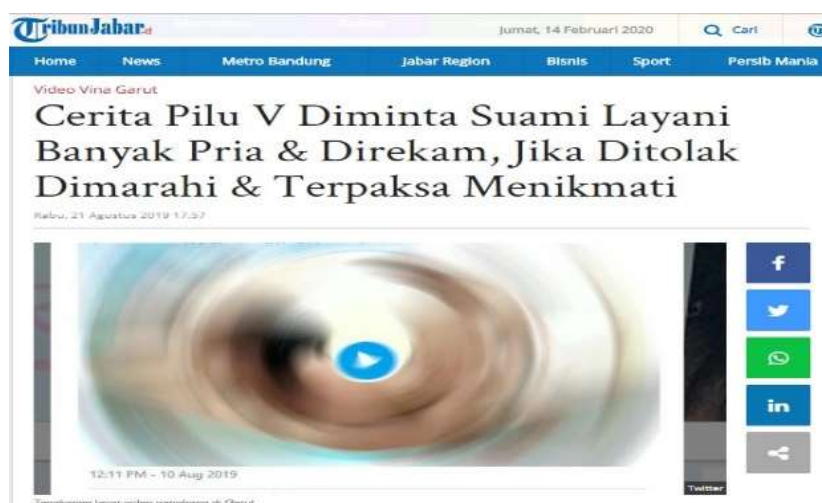 TribunJabar.id
Jumat, 14 Februari 2020
Cari
Home News Metro Bandung Jabar Region Bisnis Sport Persib Mania
Video Vina Garut
Cerita Pilu V Diminta Suami Layani
Banyak Pria & Direkam, Jika Ditolak
Dimarahi & Terpaksa Menikmati
Rabu, 21 Agustus 2019 17:57
f
in
12:11 PM - 10 Aug 2019
Twitter